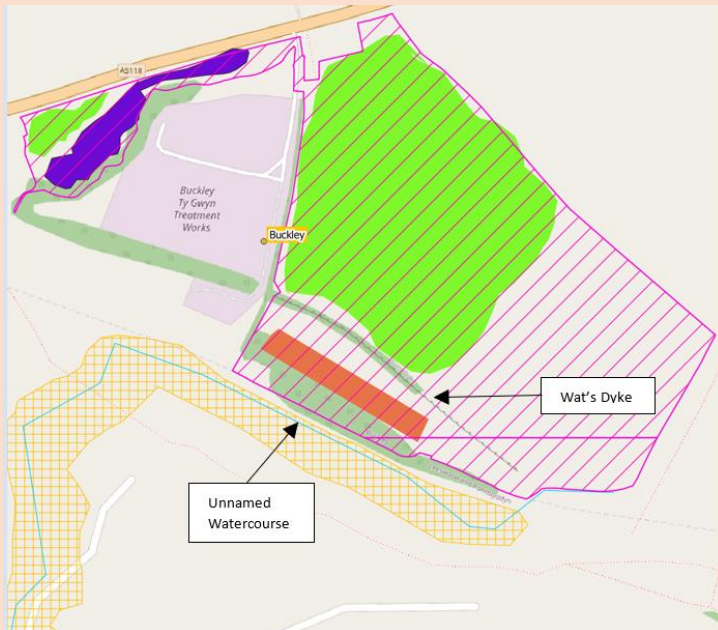 A5118
Buckley
Ty Gwyn
Treatment
Works
Buckley
Wat's Dyke
Unnamed
Watercourse